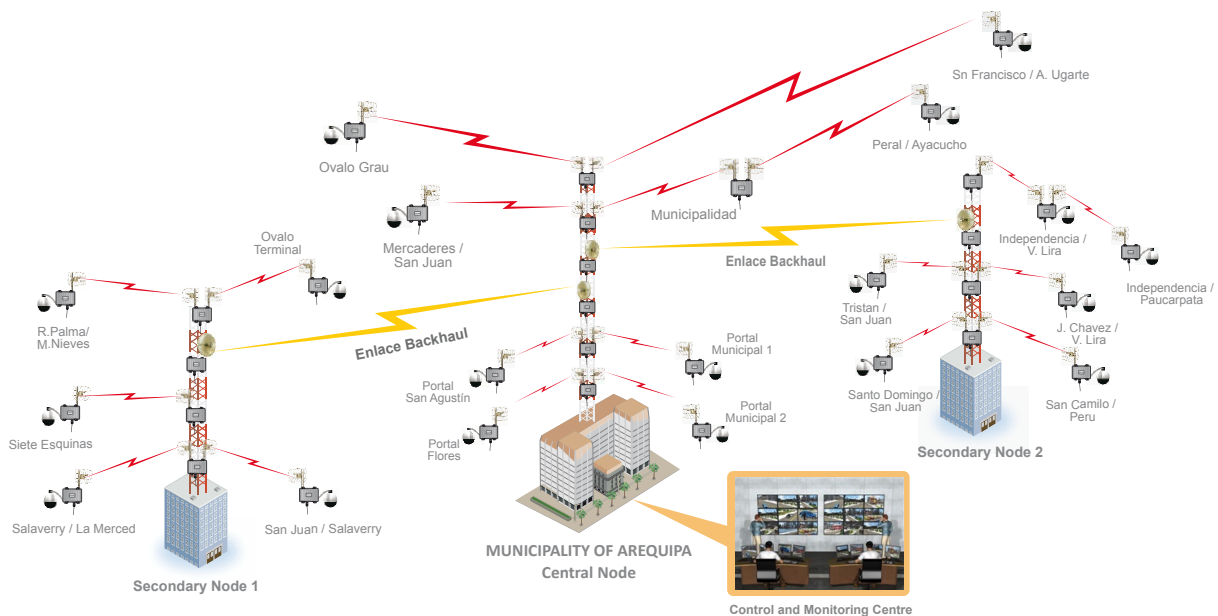 Sn Francisco / A. Ugarte
Peral / Ayacucho
Ovalo Grau
Municipalidad
Mercaderes /
San Juan
Ovalo
Terminal
Enlace Backhaul
Independencia /
V. Lira
Independencia /
Paucarpata
Tristan /
San Juan
J. Chavez /
V. Lira
R.Palma/
M.Nieves
Enlace Backhaul
Portal
San Agustín
Portal
Municipal 1
Santo Domingo /
San Juan
San Camilo /
Peru
Siete Esquinas
Portal
Flores
Portal
Municipal 2
Secondary Node 2
Salaverry / La Merced
San Juan / Salaverry
MUNICIPALITY OF AREQUIPA
Central Node
Secondary Node 1
Control and Monitoring Centre